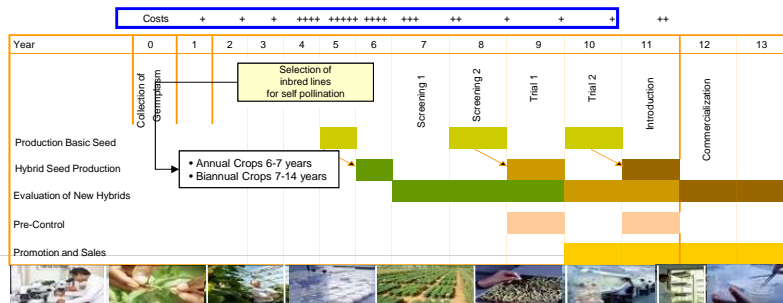 Costs + + + ++++ +++++ ++++ +++ ++ + + + ++
Year 0 1 2 3 4 5 6 7 8 9 10 11 12 13
Collection of
Germplasm
Selection of
inbred lines
for self pollination
Screening 1
Screening 2
Trial 1
Trial 2
Introduction
Commercialization
Production Basic Seed
Hybrid Seed Production
• Annual Crops 6-7 years
• Biannual Crops 7-14 years
Evaluation of New Hybrids
Pre-Control
Promotion and Sales